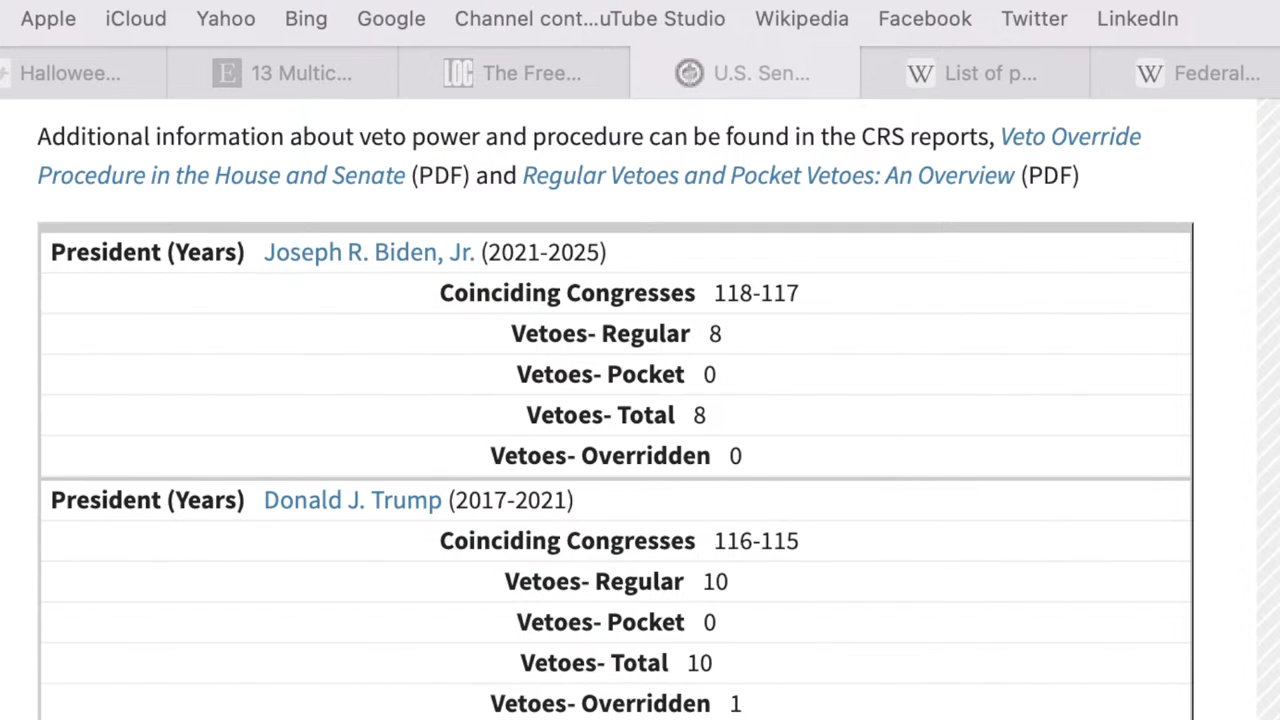 Apple iCloud Yahoo Bing Google Channel cont...uTube Studio Wikipedia Facebook Twitter LinkedIn
Hallowee... E 13 Multic... LOC The Free... U.S. Sen... W List of p... W Federal...
Additional information about veto power and procedure can be found in the CRS reports, Veto Override
Procedure in the House and Senate (PDF) and Regular Vetoes and Pocket Vetoes: An Overview (PDF)
President (Years) Joseph R. Biden, Jr. (2021-2025)
Coinciding Congresses 118-117
Vetoes- Regular 8
Vetoes- Pocket 0
Vetoes- Total 8
Vetoes- Overridden 0
President (Years) Donald J. Trump (2017-2021)
Coinciding Congresses 116-115
Vetoes- Regular 10
Vetoes- Pocket 0
Vetoes- Total 10
Vetoes- Overridden 1